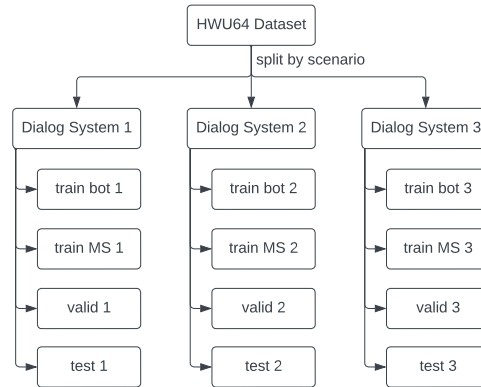 HWU64 Dataset
split by scenario
Dialog System 1
Dialog System 2
Dialog System 3
train bot 1
train bot 2
train bot 3
train MS 1
train MS 2
train MS 3
valid 1
valid 2
valid 3
test 1
test 2
test 3